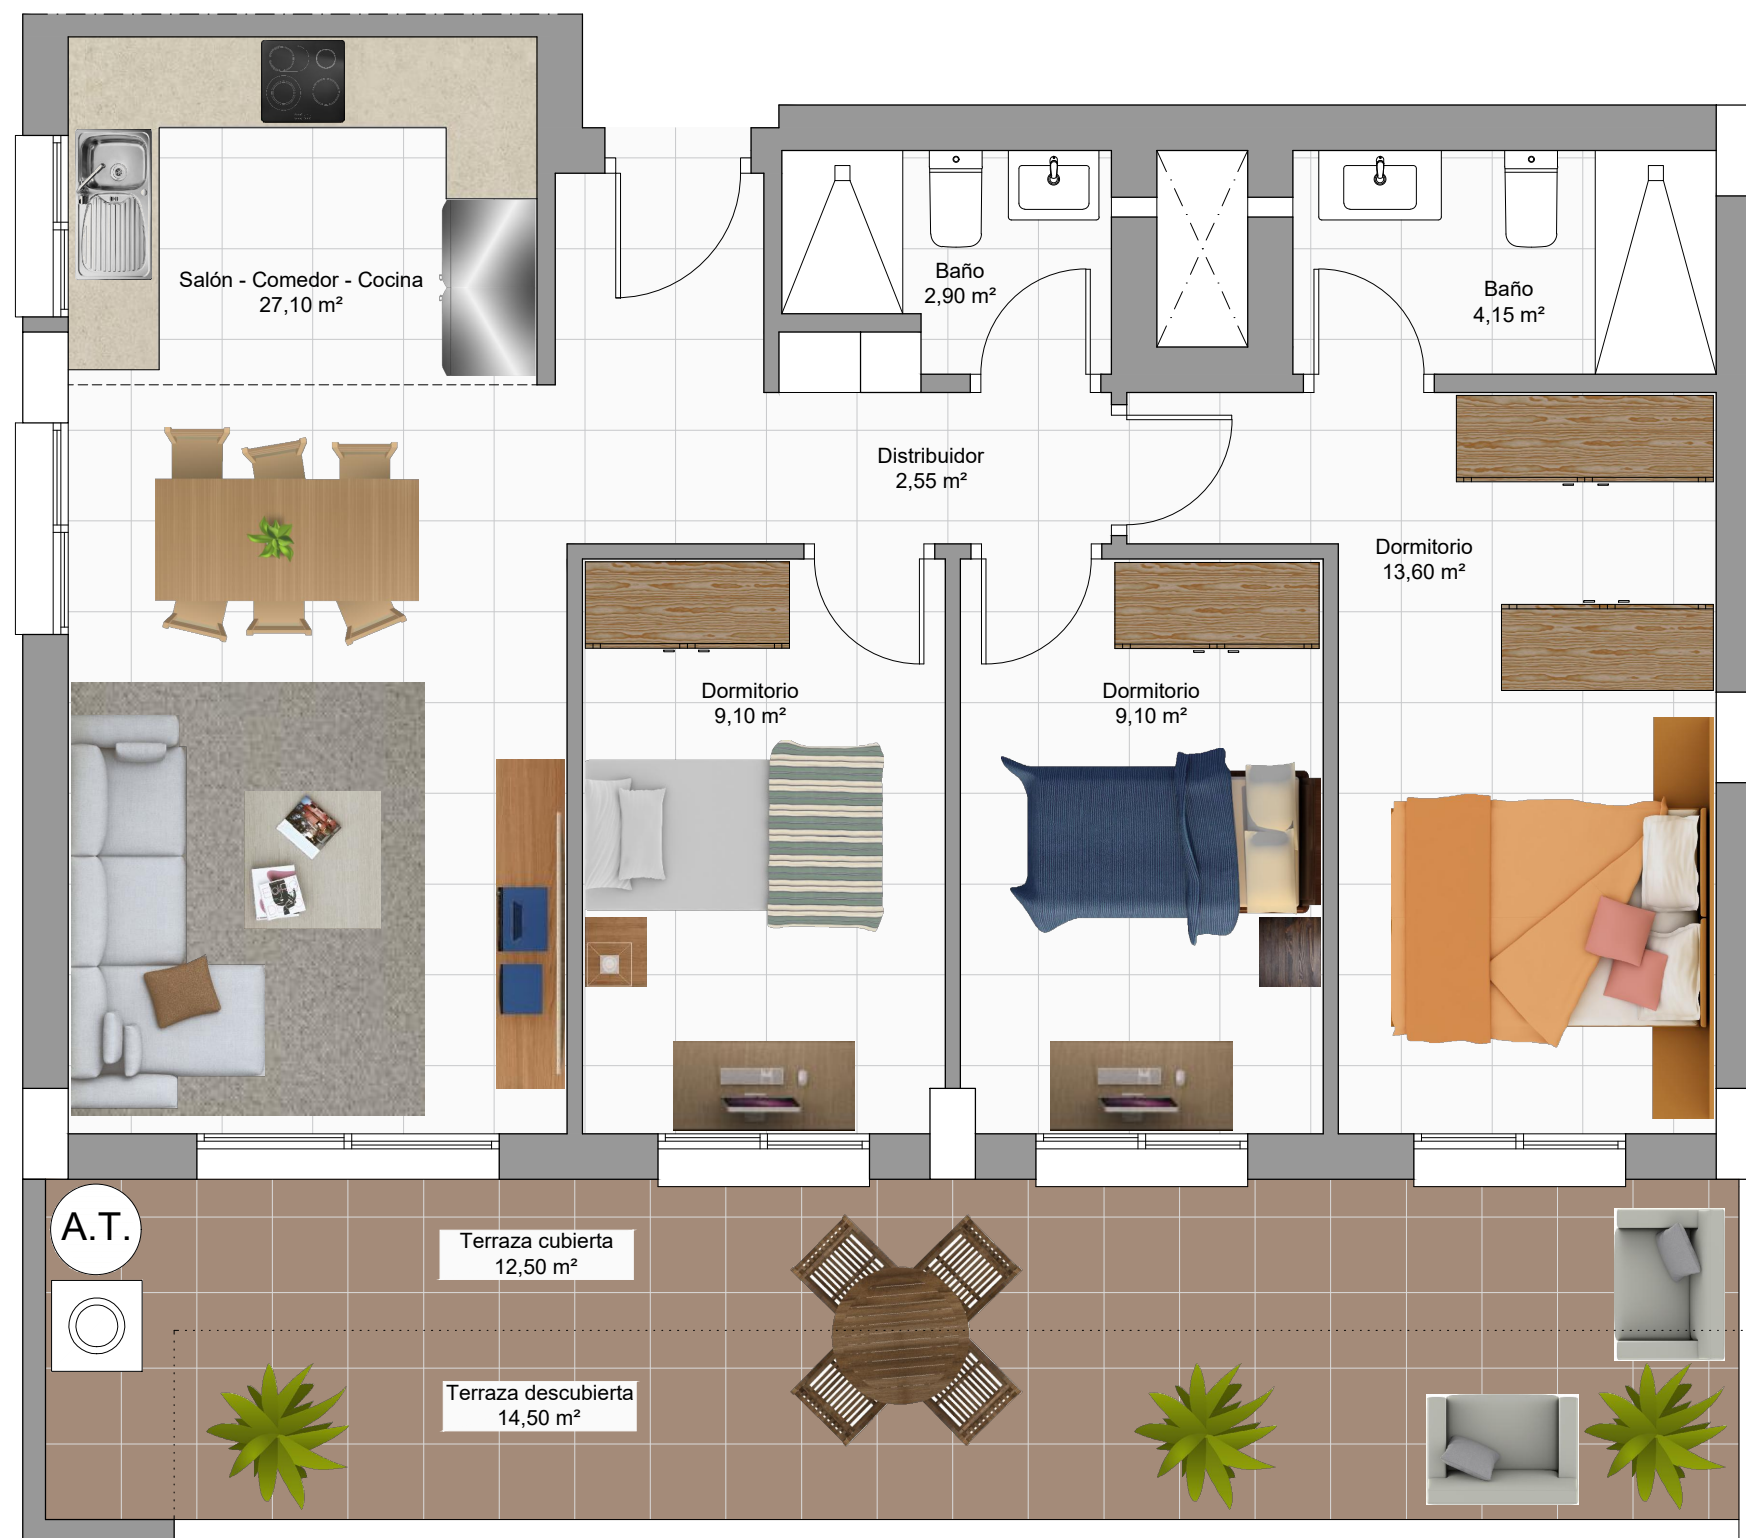 Salón - Comedor - Cocina
27,10 m²
Baño
2,90 m²
Baño
4,15 m²
Distribuidor
2,55 m²
Dormitorio
13,60 m²
Dormitorio
9,10 m²
Dormitorio
9,10 m²
A.T.
Terraza cubierta
12,50 m²
Terraza descubierta
14,50 m²